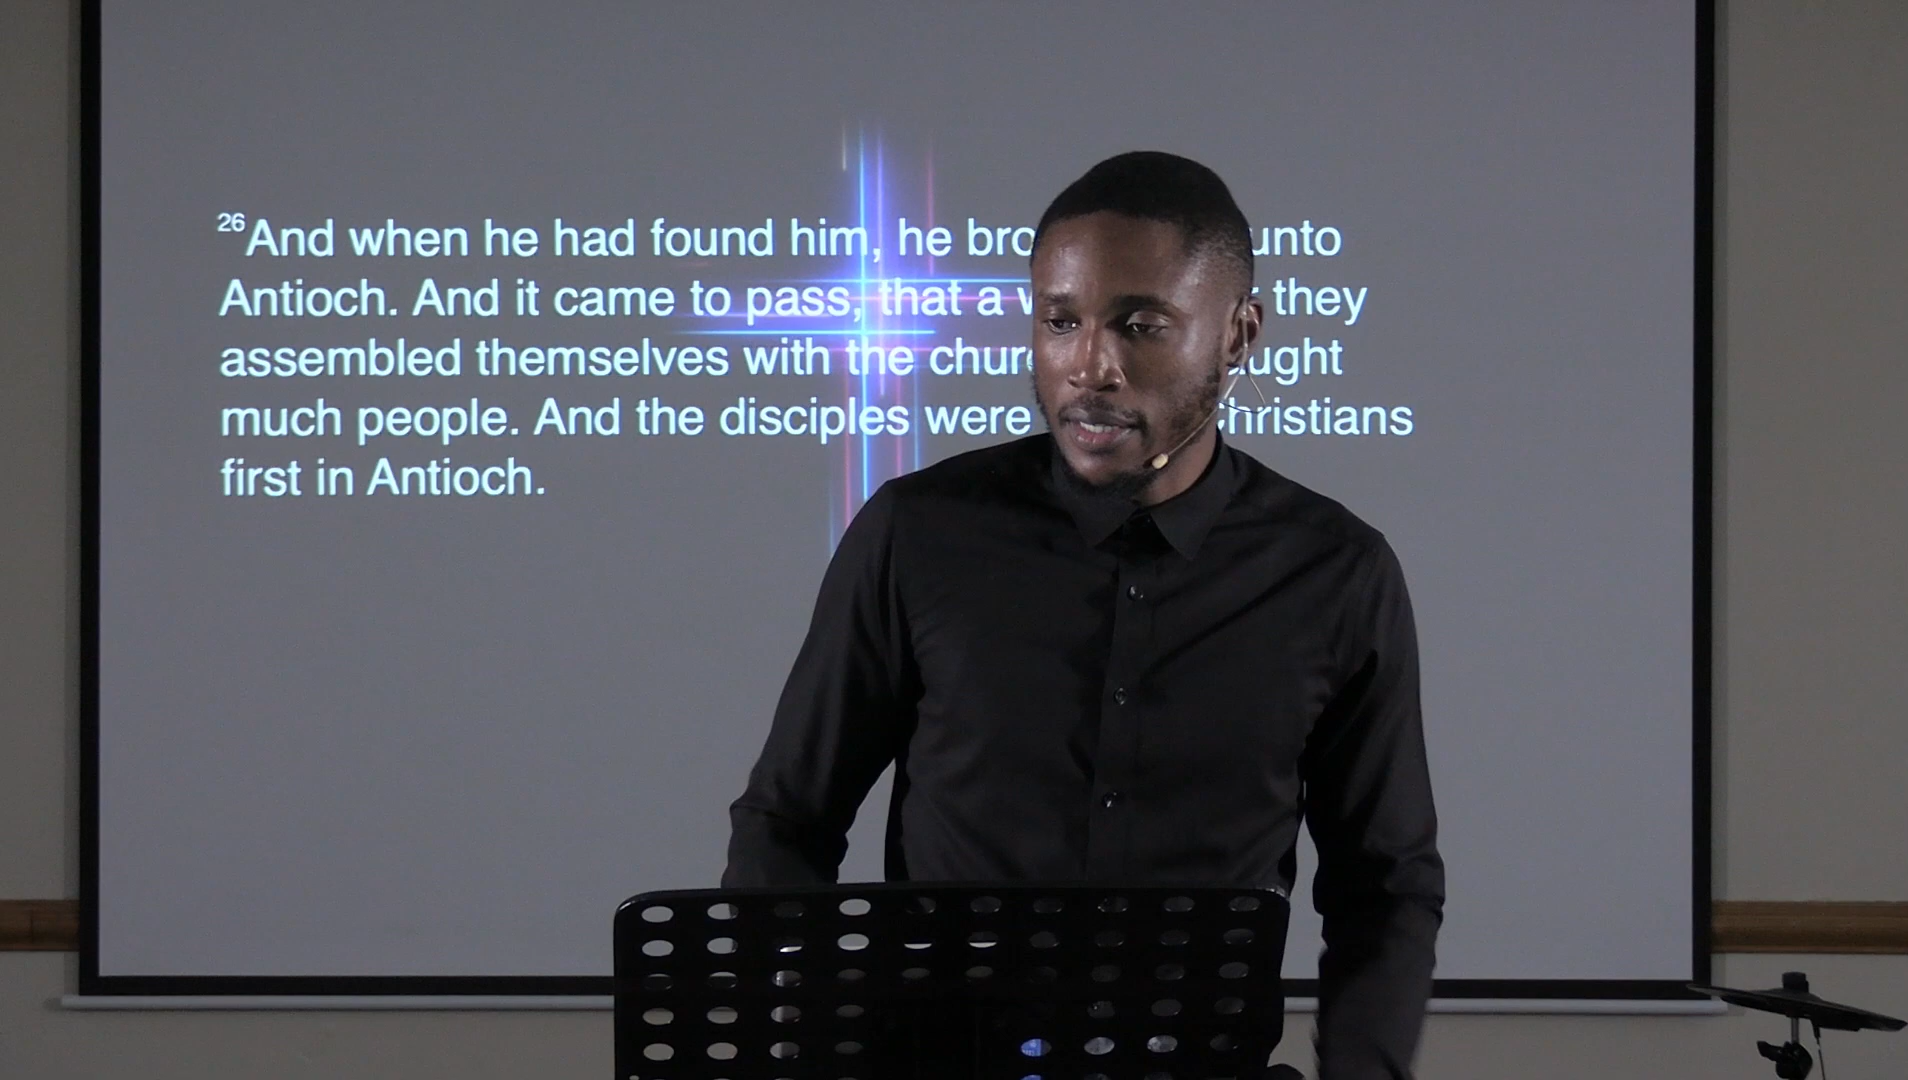 26And when he had found him, he unto
Antioch. And it came to pass, that a they
assembled themselves with the
much people. And the disciples were Christians
first in Antioch.